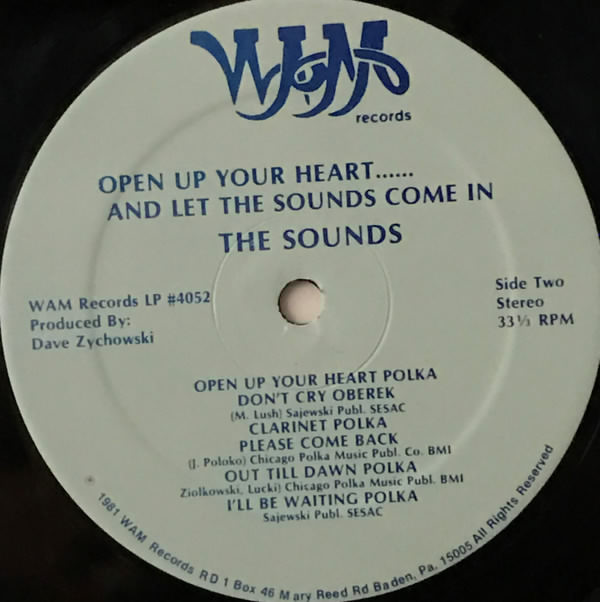 WAM
records
OPEN UP YOUR HEART......
AND LET THE SOUNDS COME IN
THE SOUNDS
WAM Records LP #4052
Produced By:
Dave Zychowski
Side Two
Stereo
33⅓ RPM
OPEN UP YOUR HEART POLKA
DON'T CRY OBEREK
(M. Lush) Sajewski Publ. SESAC
CLARINET POLKA
PLEASE COME BACK
(J. Poloko) Chicago Polka Music Publ. Co. BMI
OUT TILL DAWN POLKA
Ziolkowski, Lucki) Chicago Polka Music Publ. BMI
I'LL BE WAITING POLKA
Sajewski Publ. SESAC
℗ 1981 WAM Records RD 1 Box 46 Mary Reed Rd Baden, Pa. 15005 All Rights Reserved